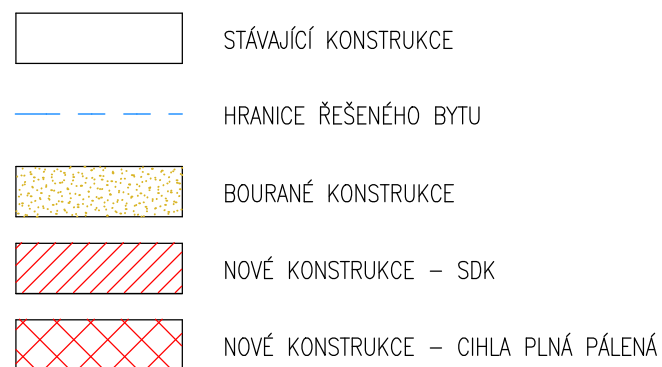 STÁVAJÍCÍ KONSTRUKCE
HRANICE ŘEŠENÉHO BYTU
BOURANÉ KONSTRUKCE
NOVÉ KONSTRUKCE – SDK
NOVÉ KONSTRUKCE – CIHLA PLNÁ PÁLENÁ